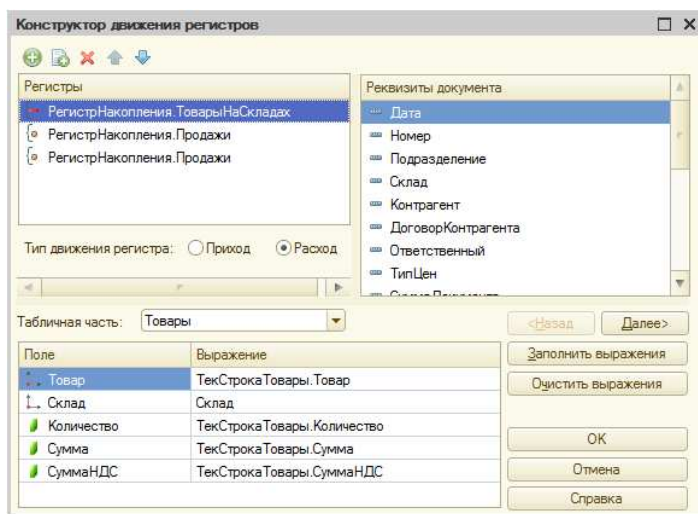 Конструктор движения регистров
Регистры
РегистрНакопления.ТоварыНаСкладах
РегистрНакопления.Продажи
РегистрНакопления.Продажи
Тип движения регистра: Приход Расход
Реквизиты документа
Дата
Номер
Подразделение
Склад
Контрагент
ДоговорКонтрагента
Ответственный
ТипЦен
Табличная часть: Товары
<Назад Далее>
Поле Выражение
Товар ТекСтрокаТовары.Товар
Склад Склад
Количество ТекСтрокаТовары.Количество
Сумма ТекСтрокаТовары.Сумма
СуммаНДС ТекСтрокаТовары.СуммаНДС
Заполнить выражения
Очистить выражения
OK
Отмена
Справка